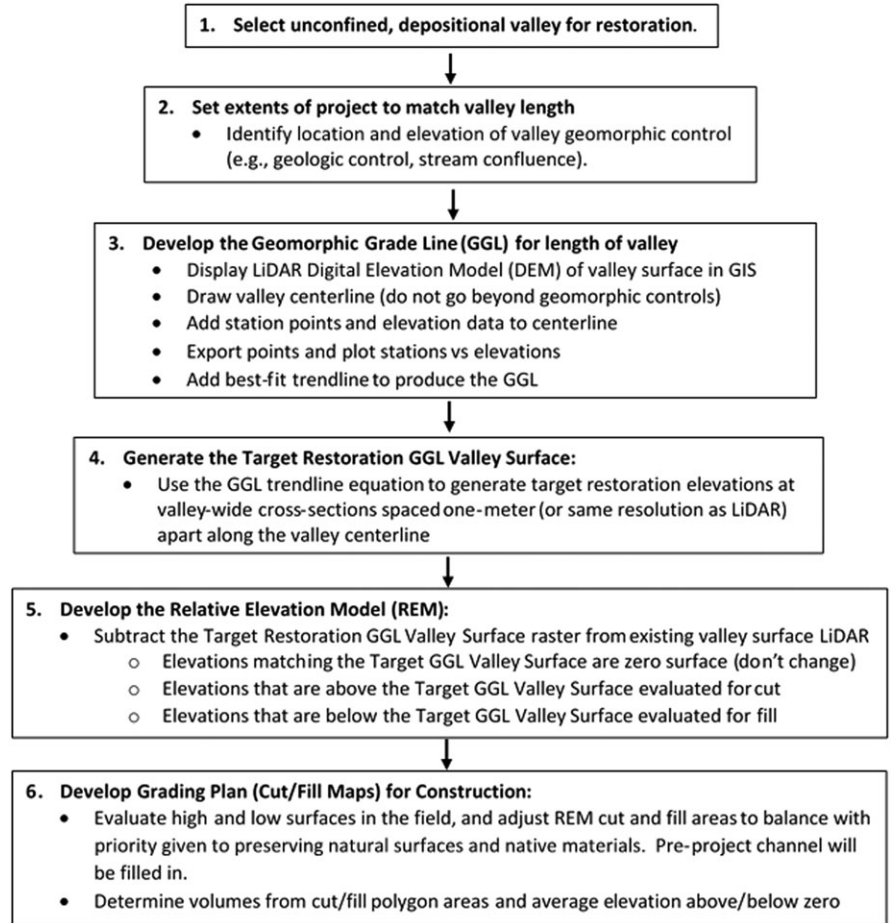 1. Select unconfined, depositional valley for restoration.
2. Set extents of project to match valley length
• Identify location and elevation of valley geomorphic control
(e.g., geologic control, stream confluence).
3. Develop the Geomorphic Grade Line (GGL) for length of valley
• Display LiDAR Digital Elevation Model (DEM) of valley surface in GIS
• Draw valley centerline (do not go beyond geomorphic controls)
• Add station points and elevation data to centerline
• Export points and plot stations vs elevations
• Add best-fit trendline to produce the GGL
4. Generate the Target Restoration GGL Valley Surface:
• Use the GGL trendline equation to generate target restoration elevations at
valley-wide cross-sections spaced one-meter (or same resolution as LiDAR)
apart along the valley centerline
5. Develop the Relative Elevation Model (REM):
• Subtract the Target Restoration GGL Valley Surface raster from existing valley surface LiDAR
o Elevations matching the Target GGL Valley Surface are zero surface (don't change)
o Elevations that are above the Target GGL Valley Surface evaluated for cut
o Elevations that are below the Target GGL Valley Surface evaluated for fill
6. Develop Grading Plan (Cut/Fill Maps) for Construction:
• Evaluate high and low surfaces in the field, and adjust REM cut and fill areas to balance with
priority given to preserving natural surfaces and native materials. Pre-project channel will
be filled in.
• Determine volumes from cut/fill polygon areas and average elevation above/below zero